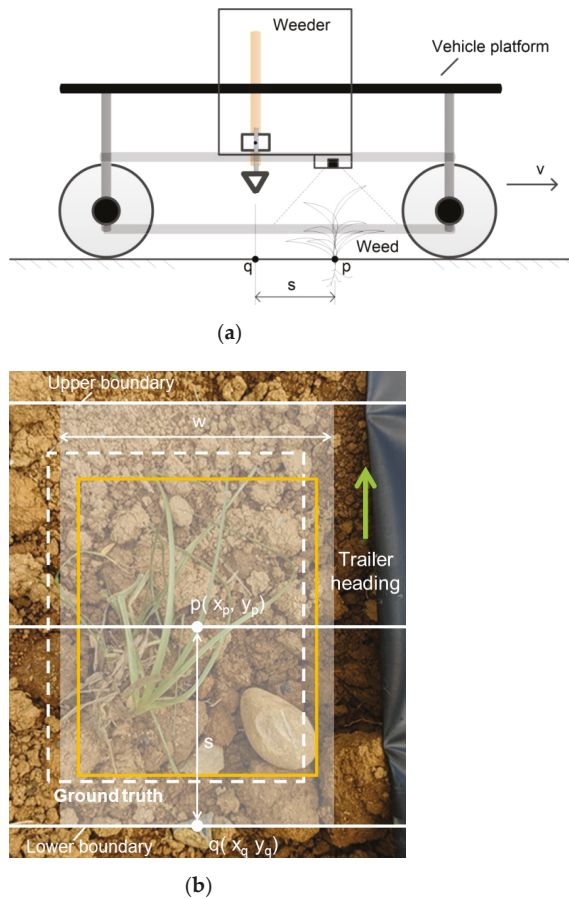 Weeder
Vehicle platform
v
Weed
q
p
s
(a)
Upper boundary
w
Trailer
heading
p( xp, yp)
s
Ground truth
Lower boundary
q( xq yq)
(b)